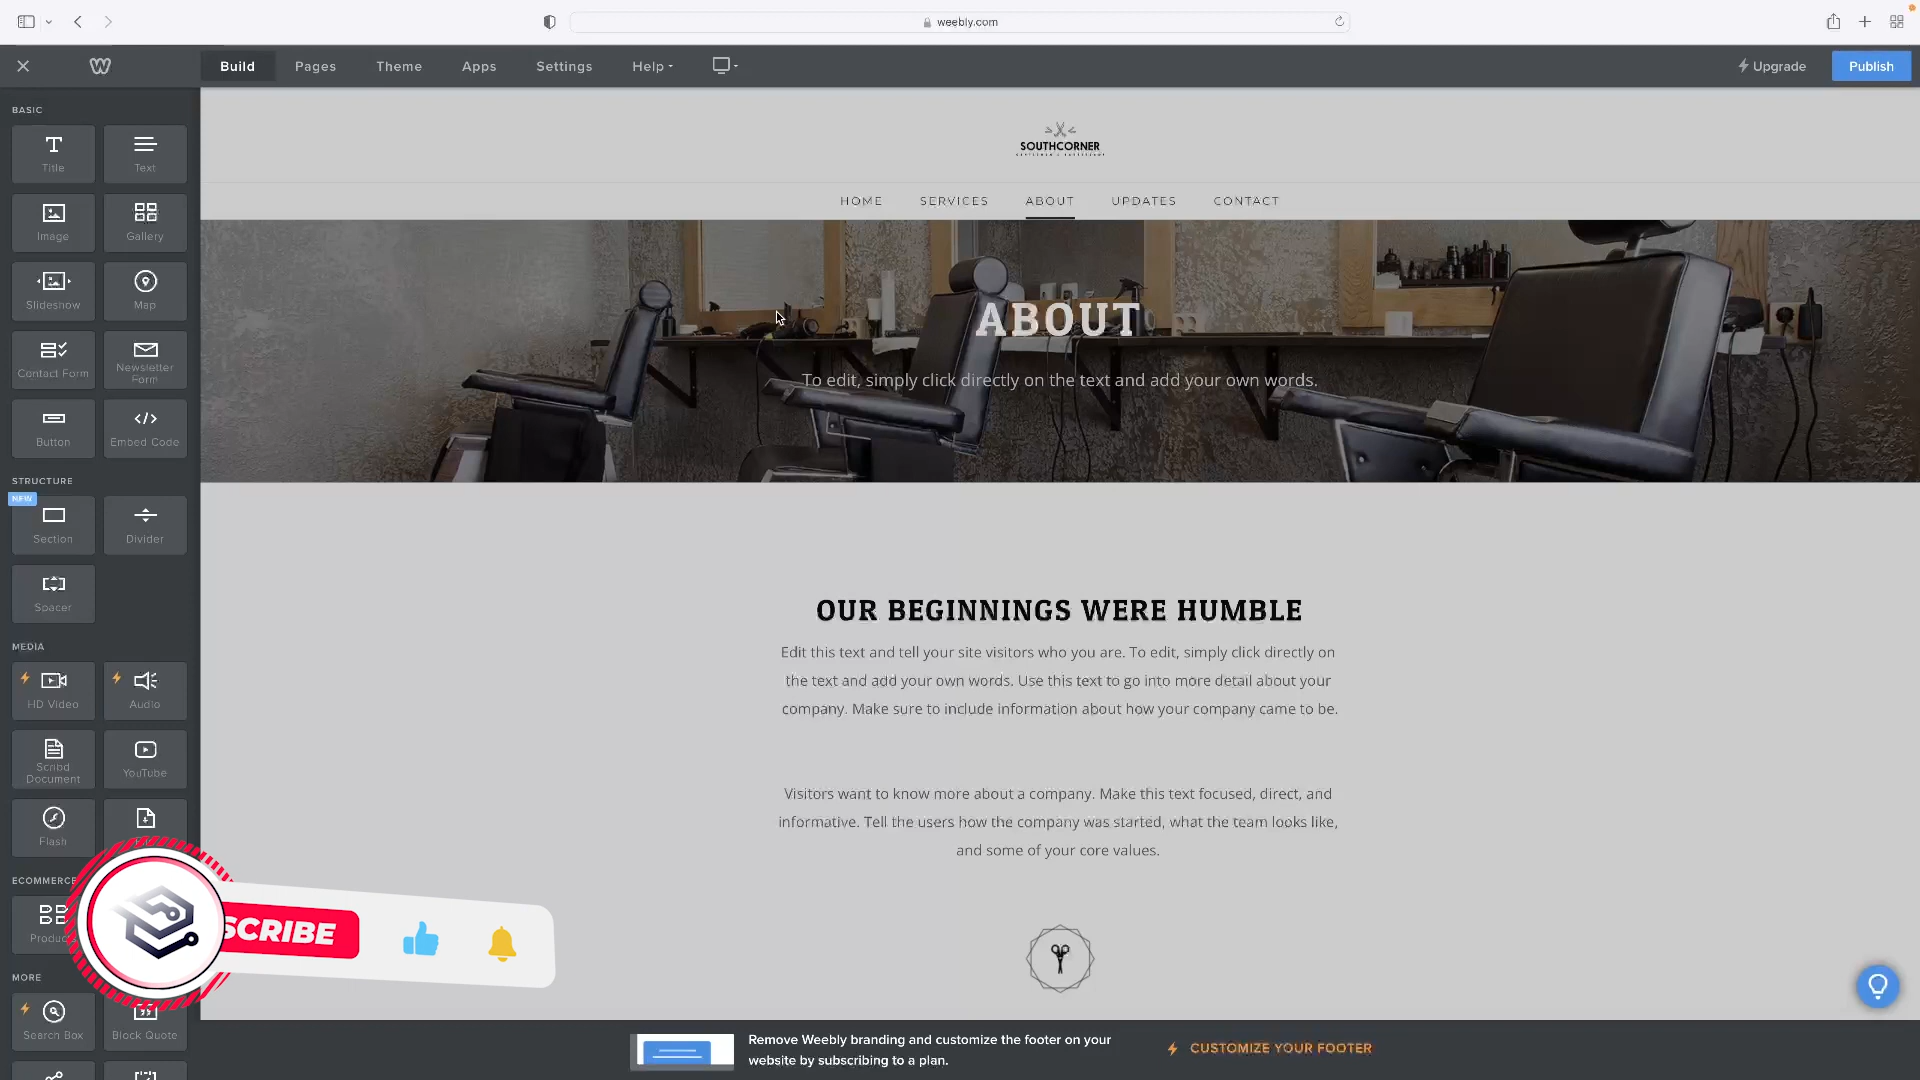 weebly.com
Build
Pages
Theme
Apps
Settings
Help
Upgrade
Publish
BASIC
Title
Text
Image
Gallery
Slideshow
Map
Contact Form
Newsletter
Form
Button
Embed Code
STRUCTURE
NEW
Section
Divider
Spacer
MEDIA
HD Video
Audio
Scribd
Document
YouTube
Flash
ECOMMERCE
Product
MORE
Search Box
Block Quote
SOUTHCORNER
HOME
SERVICES
ABOUT
UPDATES
CONTACT
ABOUT
To edit, simply click directly on the text and add your own words.
OUR BEGINNINGS WERE HUMBLE
Edit this text and tell your site visitors who you are. To edit, simply click directly on
the text and add your own words. Use this text to go into more detail about your
company. Make sure to include information about how your company came to be.
Visitors want to know more about a company. Make this text focused, direct, and
informative. Tell the users how the company was started, what the team looks like,
and some of your core values.
SCRIBE
Remove Weebly branding and customize the footer on your
website by subscribing to a plan.
CUSTOMIZE YOUR FOOTER